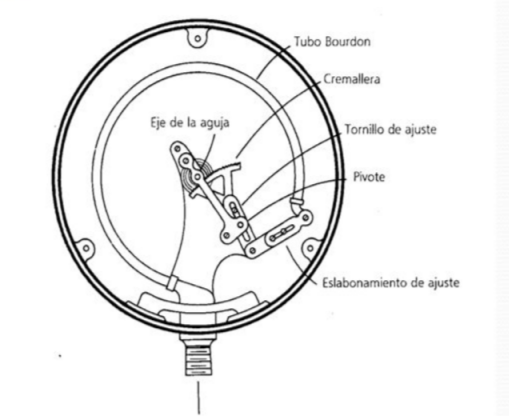 Tubo Bourdon
Cremallera
Eje de la aguja
Tornillo de ajuste
Pivote
Eslabonamiento de ajuste